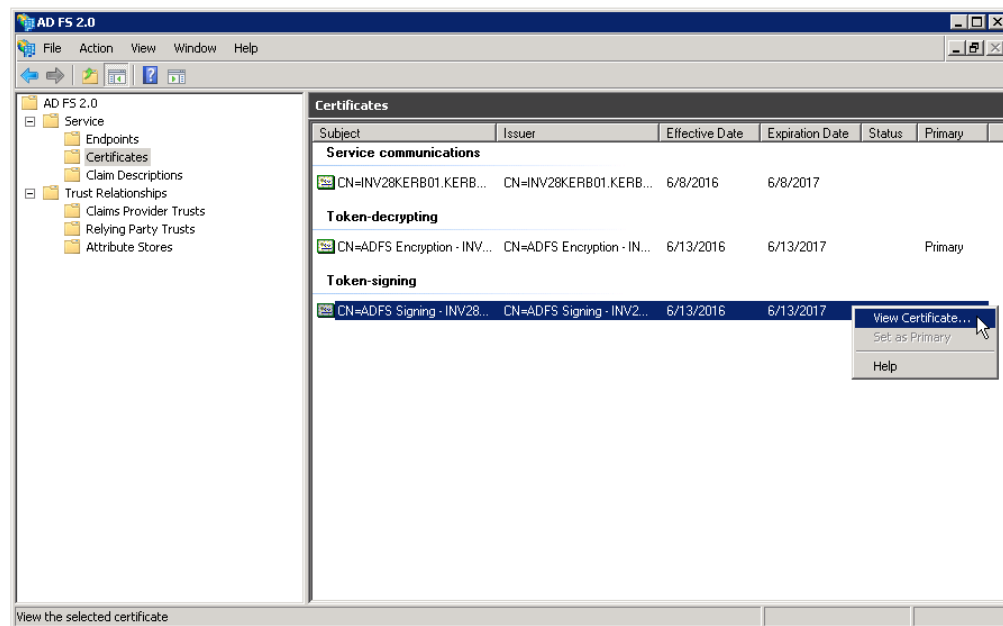 AD FS 2.0
File Action View Window Help
AD FS 2.0
Service
Endpoints
Certificates
Claim Descriptions
Trust Relationships
Claims Provider Trusts
Relying Party Trusts
Attribute Stores
Certificates
Subject Issuer Effective Date Expiration Date Status Primary
Service communications
CN=INV28KERB01.KERB... CN=INV28KERB01.KERB... 6/8/2016 6/8/2017
Token-decrypting
CN=ADFS Encryption - INV... CN=ADFS Encryption - IN... 6/13/2016 6/13/2017 Primary
Token-signing
CN=ADFS Signing - INV28... CN=ADFS Signing - INV2... 6/13/2016 6/13/2017
View Certificate...
Set as Primary
Help
View the selected certificate